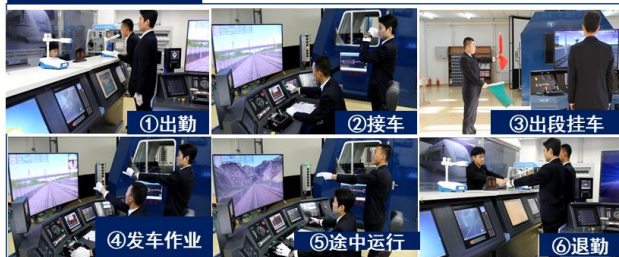 ①出勤
②接车
③出段挂车
④发车作业
⑤途中运行
⑥退勤